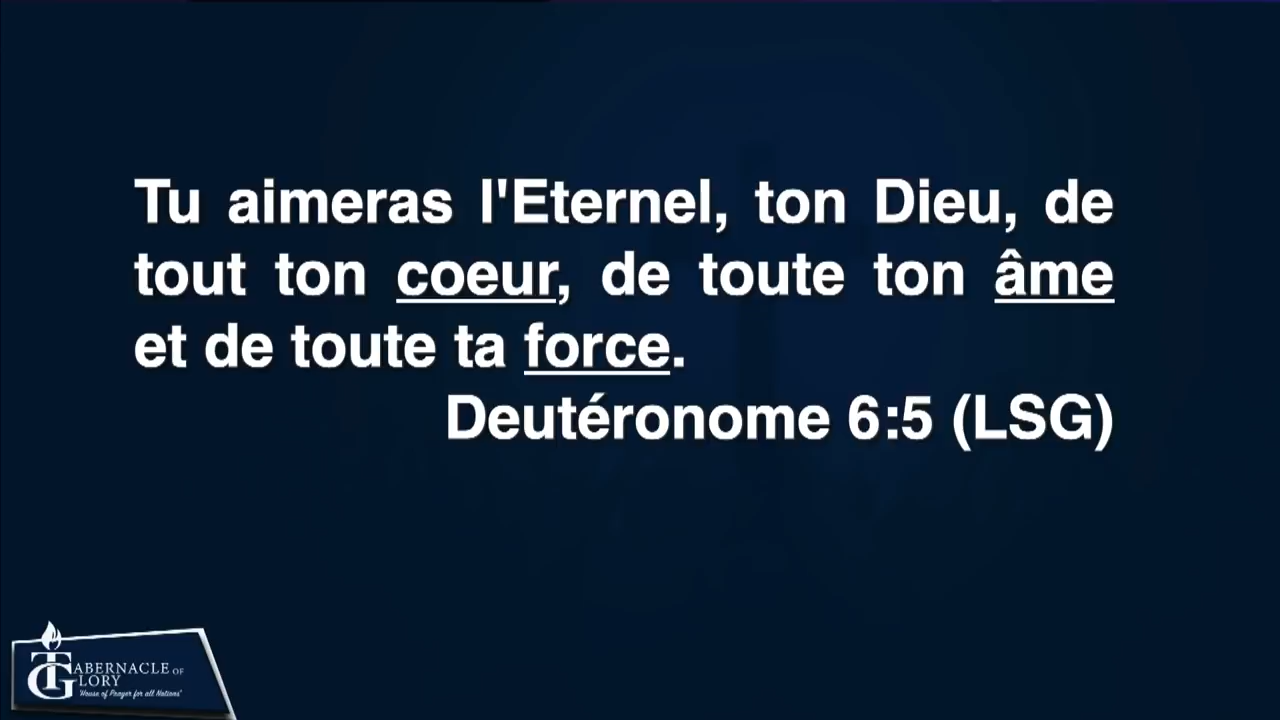 Tu aimeras l'Eternel, ton Dieu, de
tout ton coeur, de toute ton âme
et de toute ta force.
Deutéronome 6:5 (LSG)
TABERNACLE OF
GLORY
"House of Prayer for all Nations"